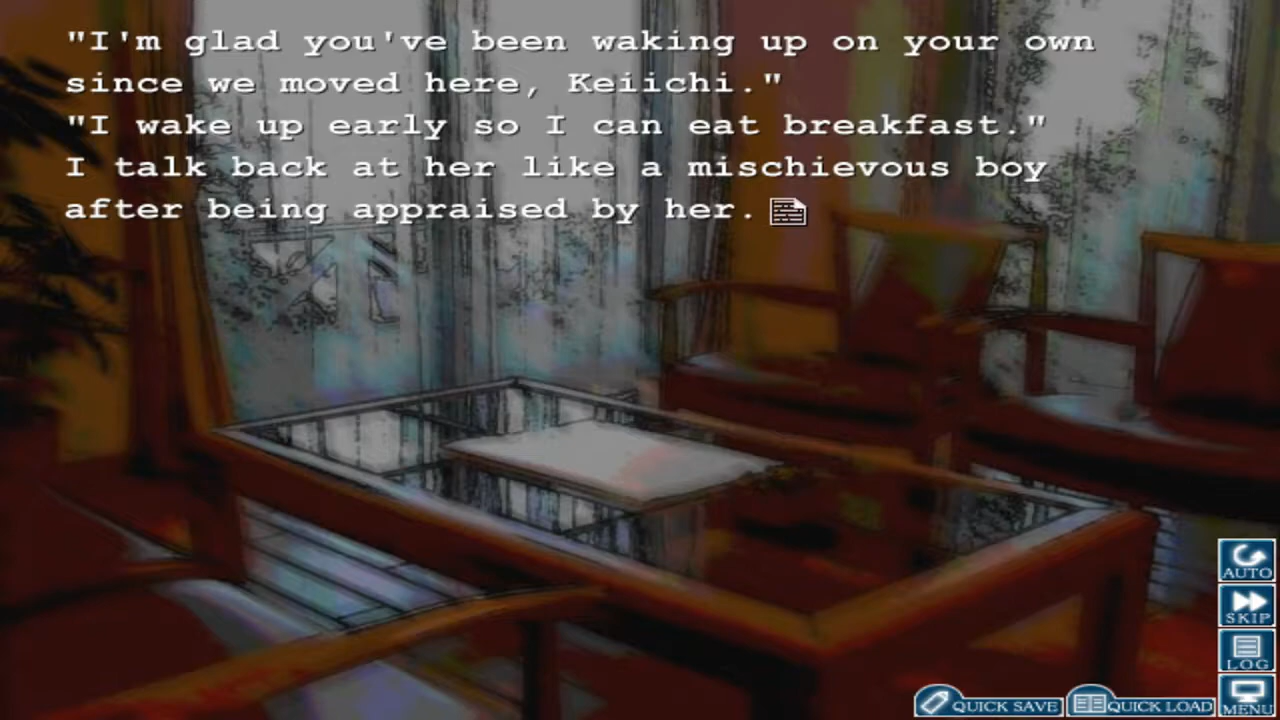 "I'm glad you've been waking up on your own
since we moved here, Keiichi."
"I wake up early so I can eat breakfast."
I talk back at her like a mischievous boy
after being appraised by her.
AUTO
SKIP
LOG
QUICK SAVE
QUICK LOAD
MENU